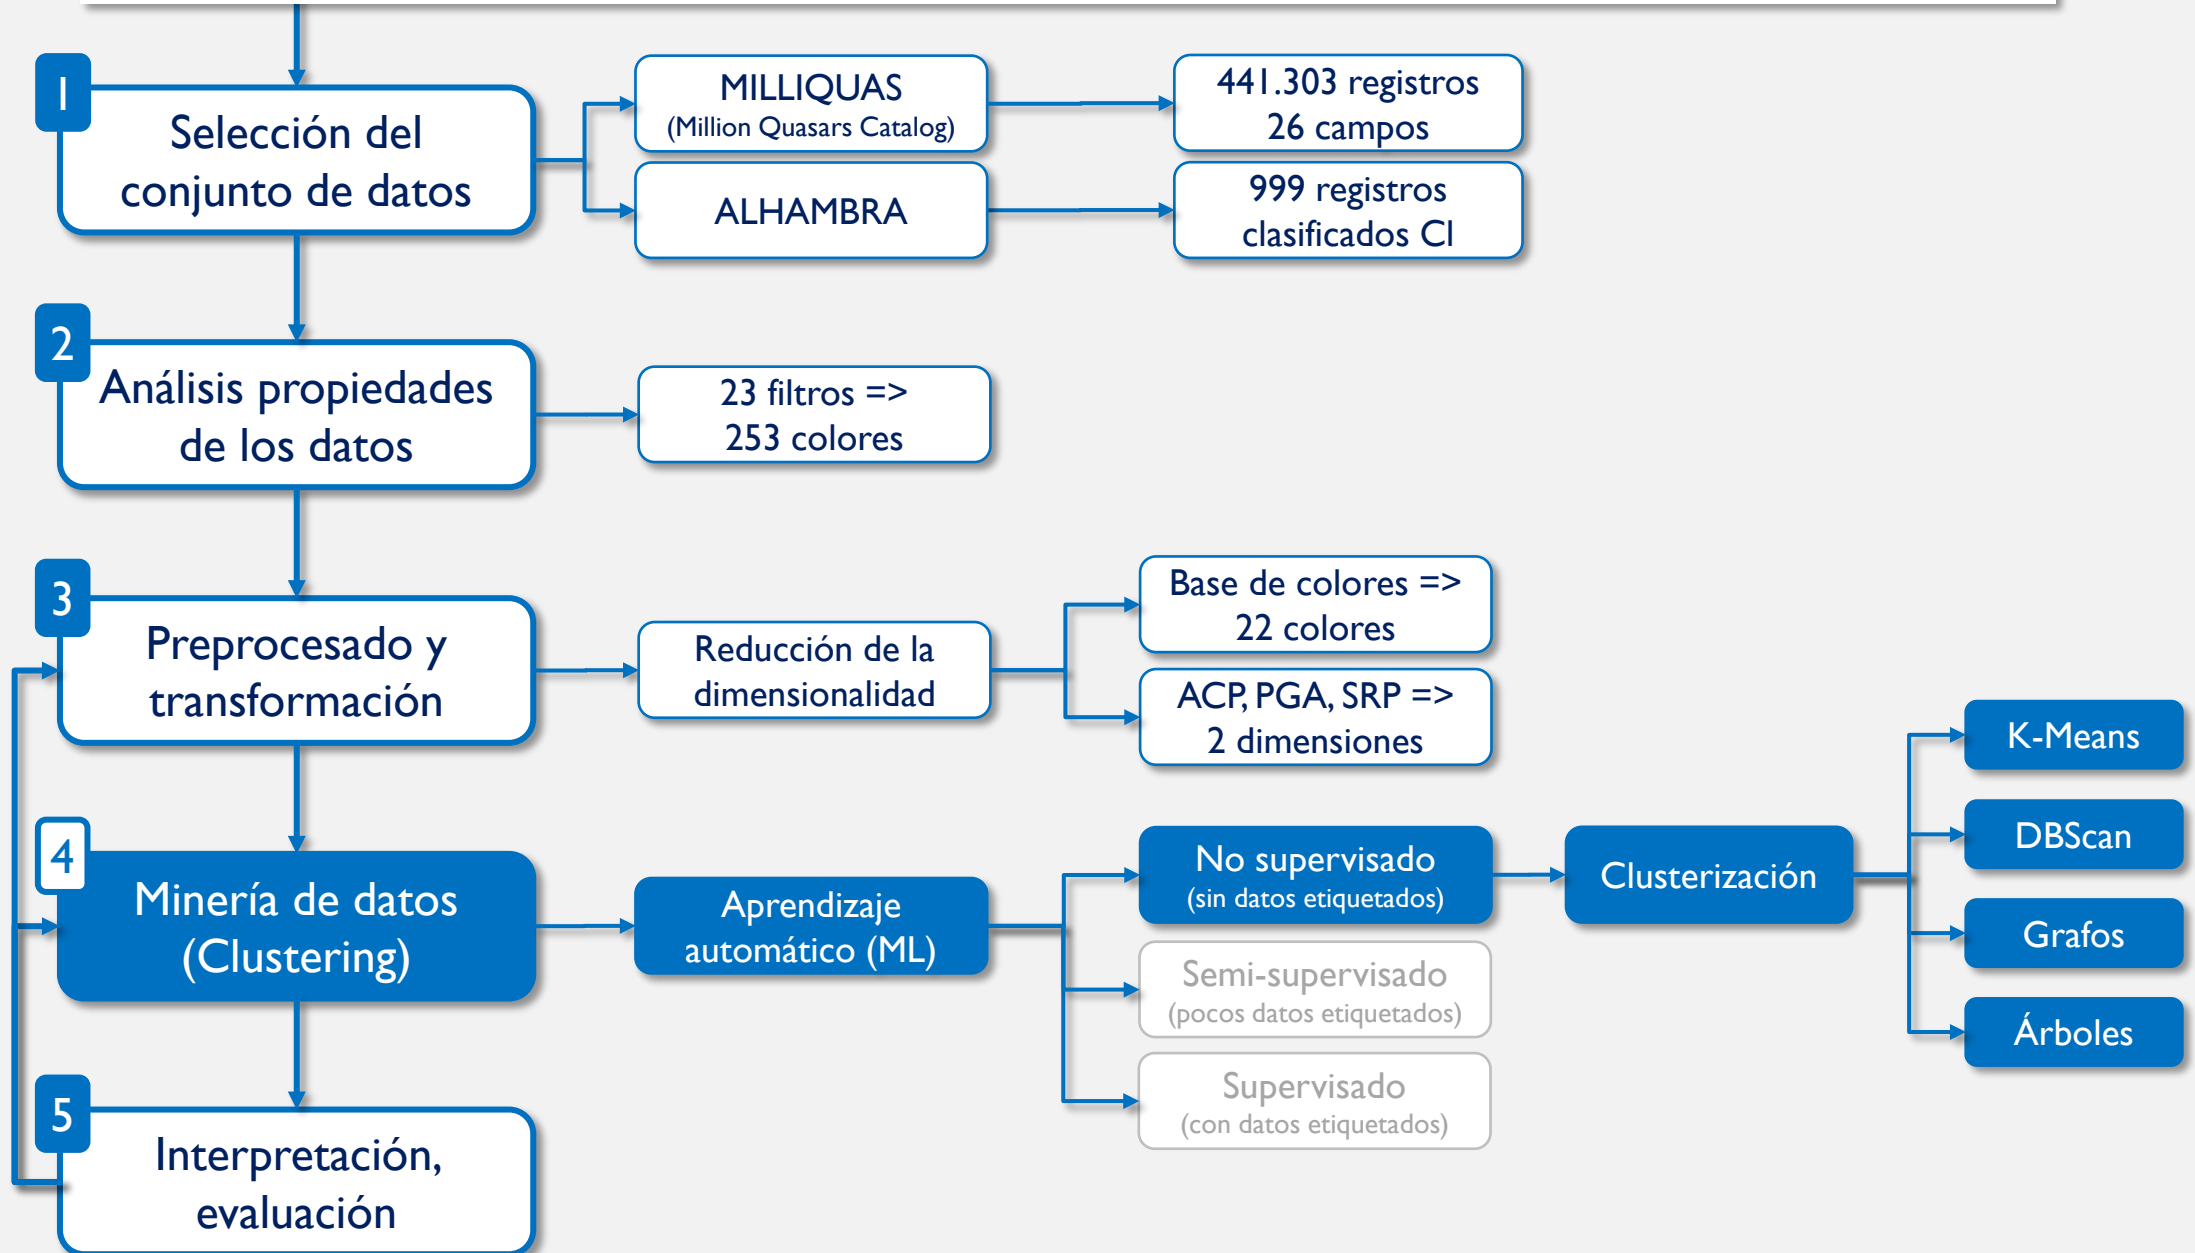 1
Selección del
conjunto de datos
MILLIQUAS
(Million Quasars Catalog)
441.303 registros
26 campos
ALHAMBRA
999 registros
clasificados Cl
2
Análisis propiedades
de los datos
23 filtros =>
253 colores
3
Preprocesado y
transformación
Reducción de la
dimensionalidad
Base de colores =>
22 colores
ACP, PGA, SRP =>
2 dimensiones
4
Minería de datos
(Clustering)
Aprendizaje
automático (ML)
No supervisado
(sin datos etiquetados)
Semi-supervisado
(pocos datos etiquetados)
Supervisado
(con datos etiquetados)
Clusterización
K-Means
DBScan
Grafos
Árboles
5
Interpretación,
evaluación